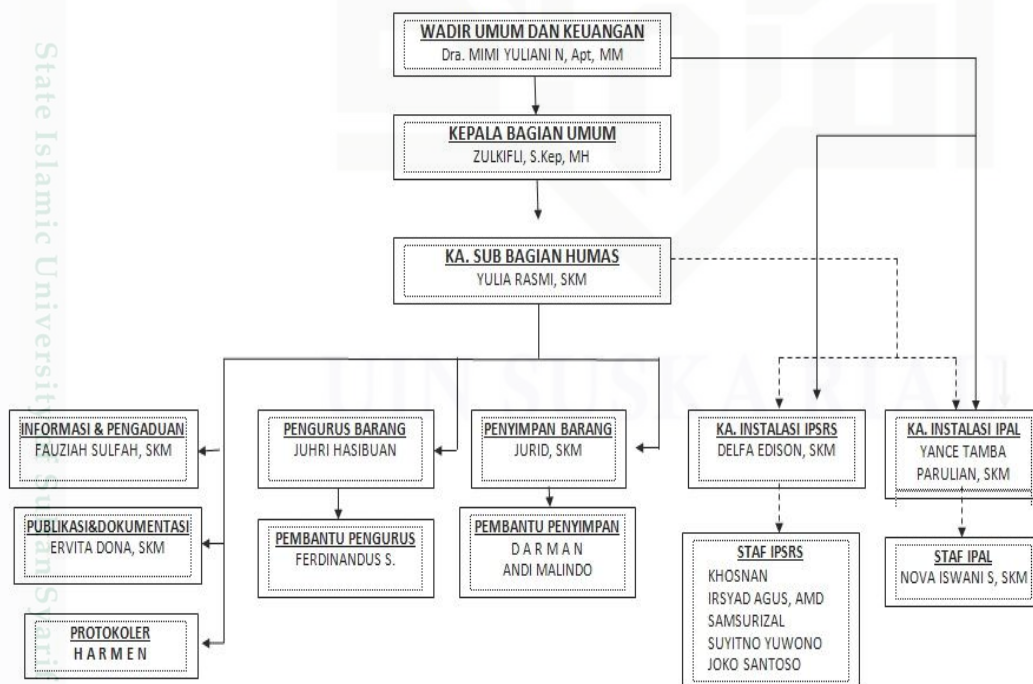 WADIR UMUM DAN KEUANGAN
Dra. MIMI YULIANI N, Apt, MM
KEPALA BAGIAN UMUM
ZULKIFLI, S.Kep, MH
KA. SUB BAGIAN HUMAS
YULIA RASMI, SKM
INFORMASI & PENGADUAN
FAUZIAH SULFAH, SKM
PUBLIKASI&DOKUMENTASI
ERVITA DONA, SKM
PROTOKOLER
H A R M E N
PENGURUS BARANG
JUHRI HASIBUAN
PEMBANTU PENGURUS
FERDINANDUS S.
PENYIMPAN BARANG
JURID, SKM
PEMBANTU PENYIMPAN
D A R M A N
ANDI MALINDO
KA. INSTALASI IPSRS
DELFA EDISON, SKM
STAF IPSRS
KHOSNAN
IRSYAD AGUS, AMD
SAMSURIZAL
SUYITNO YUWONO
JOKO SANTOSO
KA. INSTALASI IPAL
YANCE TAMBA
PARULIAN, SKM
STAF IPAL
NOVA ISWANI S, SKM
State Islamic University of Sultan Syarif
UIN SUSKA RIAU